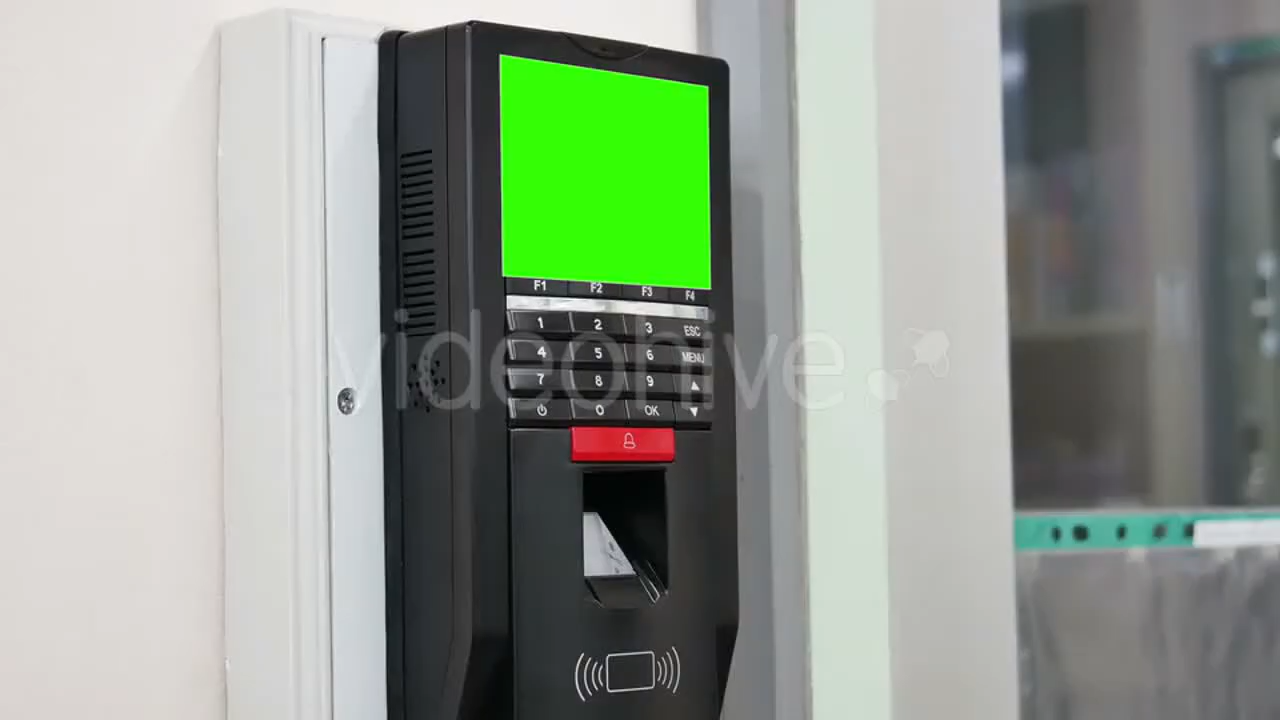 F1 F2 F3 F4
1 2 3 ESC
4 5 6 MENU
7 8 9 ▲
⏻ 0 OK ▼
videohive